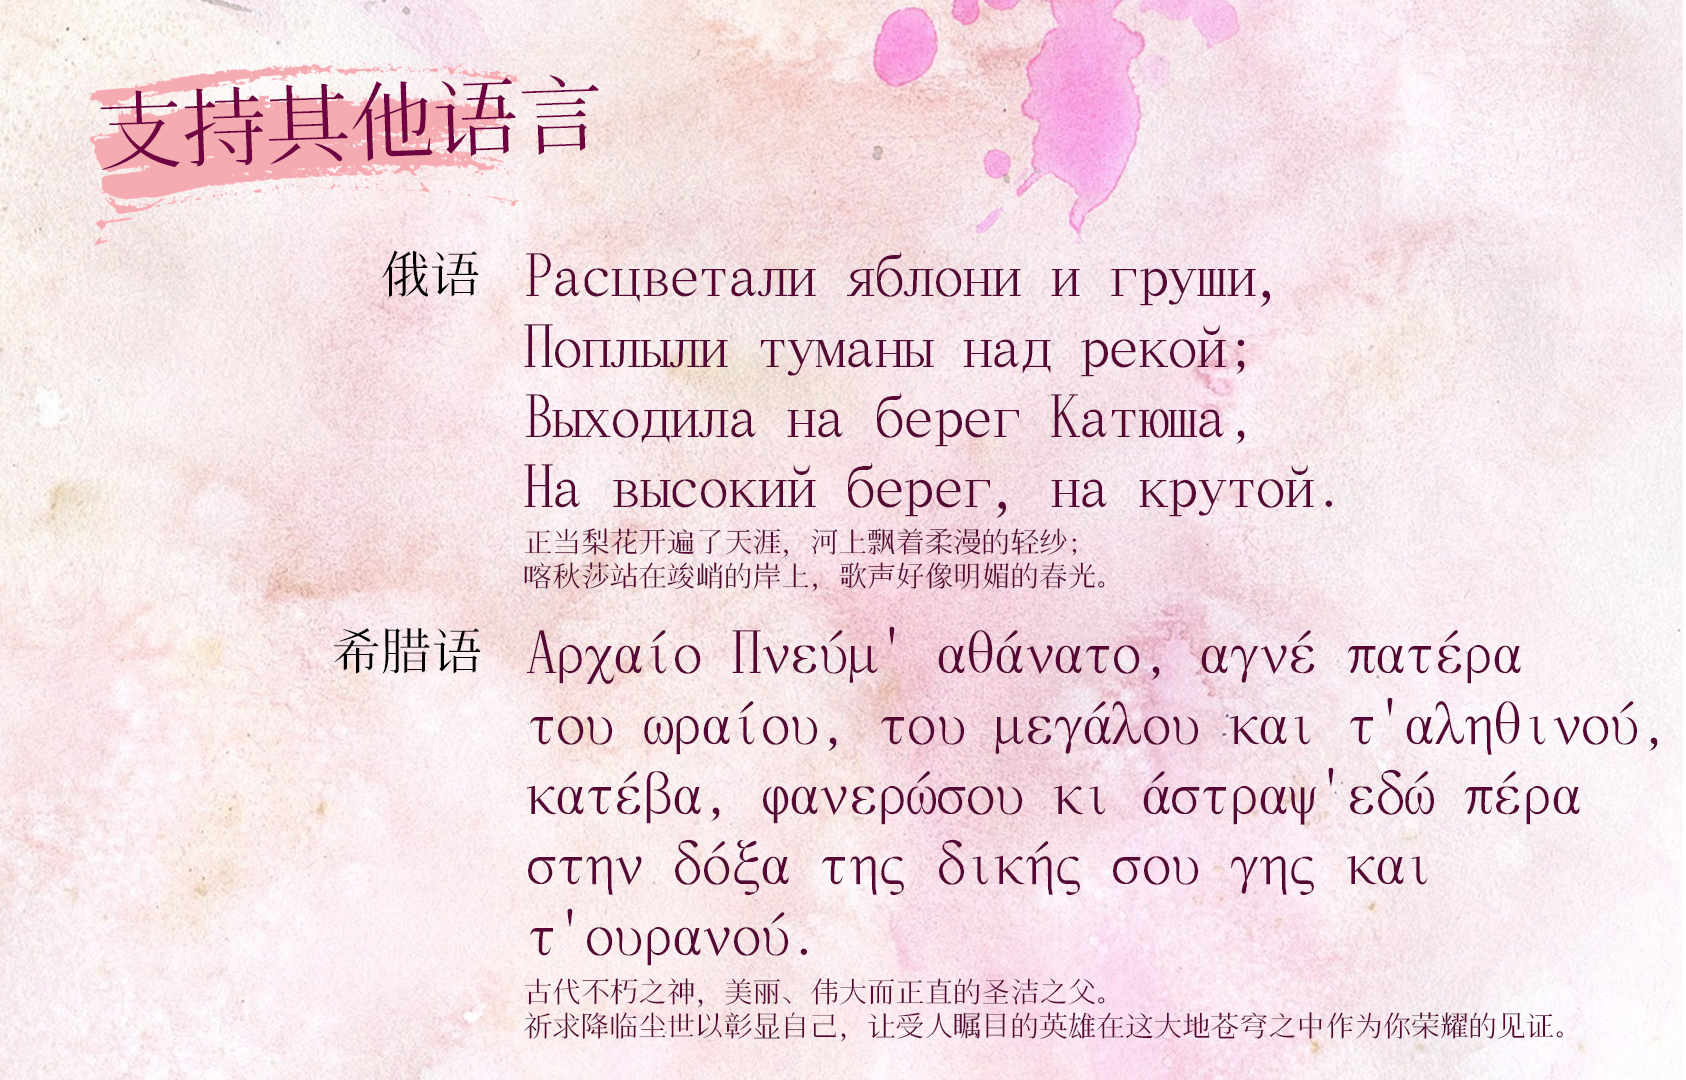 支持其他语言
俄语
Расцветали яблони и груши,
Поплыли туманы над рекой;
Выходила на берег Катюша,
На высокий берег, на крутой.
正当梨花开遍了天涯，河上飘着柔漫的轻纱；
喀秋莎站在竣峭的岸上，歌声好像明媚的春光。
希腊语
Αρχαίο Πνεύμ' αθάνατο, αγνέ πατέρα
του ωραίου, του μεγάλου και τ'αληθινού,
κατέβα, φανερώσου κι άστραψ'εδώ πέρα
στην δόξα της δικής σου γης και
τ'ουρανού.
古代不朽之神，美丽、伟大而正直的圣洁之父。
祈求降临尘世以彰显自己，让受人瞩目的英雄在这大地苍穹之中作为你荣耀的见证。